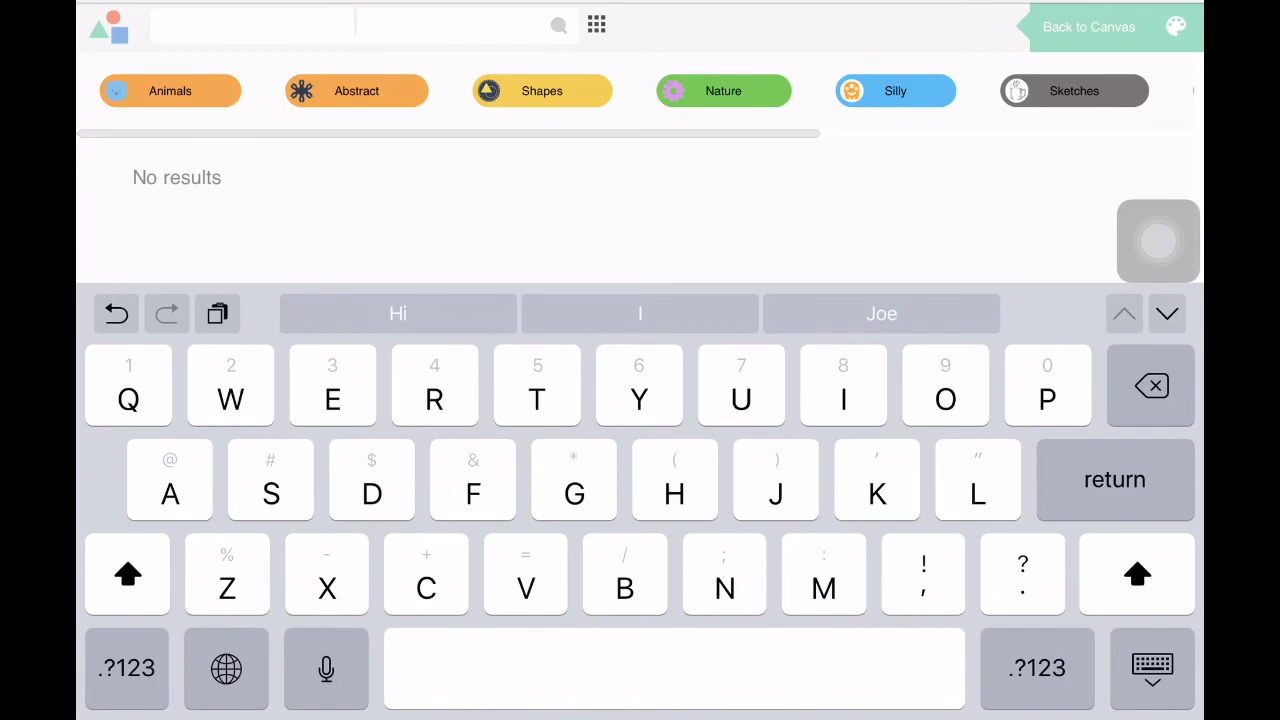 Back to Canvas
Animals Abstract Shapes Nature Silly Sketches
No results
Hi I Joe
1 2 3 4 5 6 7 8 9 0
Q W E R T Y U I O P
@ # $ & * ( ) ' "
A S D F G H J K L return
% - + = / ; : ! ?
Z X C V B N M , .
.?123 .?123